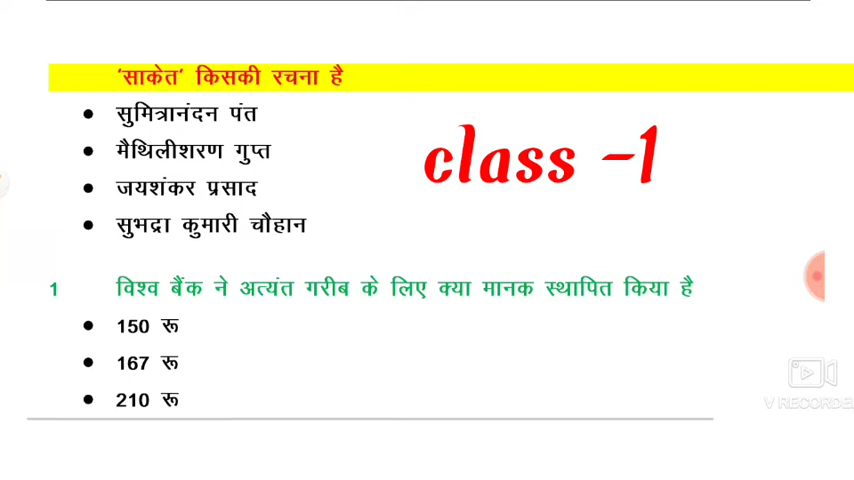 'साकेत' किसकी रचना है
• सुमित्रानंदन पंत
• मैथिलीशरण गुप्त
class -1
• जयशंकर प्रसाद
• सुभद्रा कुमारी चौहान
1 विश्व बैंक ने अत्यंत गरीब के लिए क्या मानक स्थापित किया है
• 150 रू
• 167 रू
• 210 रू
V RECORDER